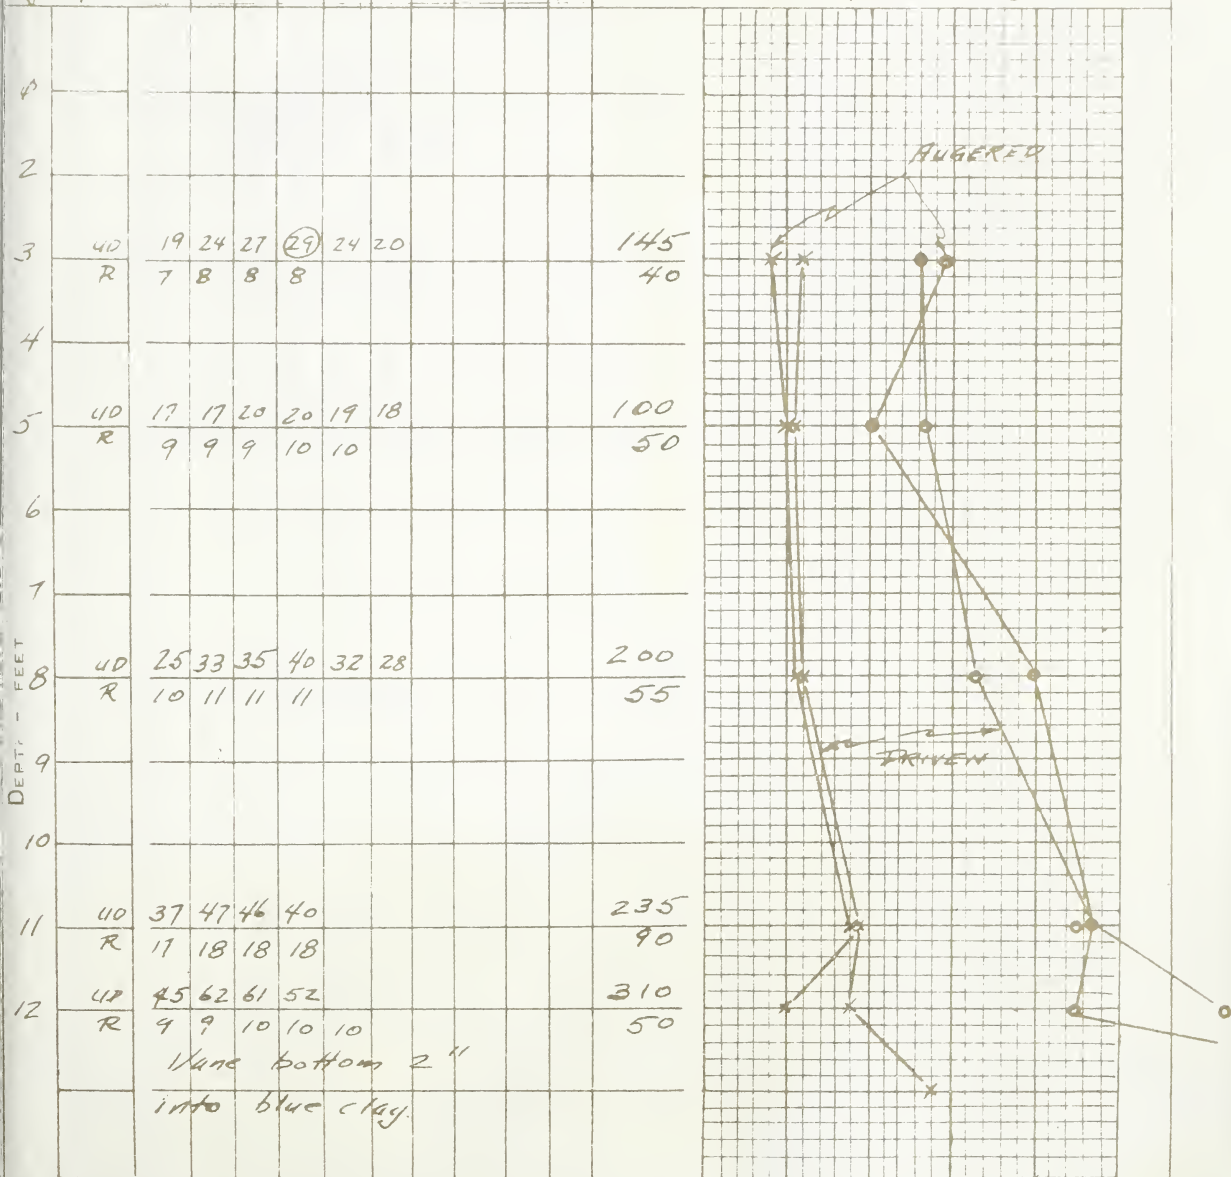 AUGERED
2
3 UD 19 24 27 29 24 20 145
R 7 8 8 8 40
4
5 UD 17 17 20 20 19 18 100
R 9 9 9 10 10 50
6
7
8 UD 25 33 35 40 32 28 200
R 10 11 11 11 55
DEPTH - FEET
DRIVEN
9
10
11 UD 37 47 46 40 235
R 17 18 18 18 90
12 UD 45 62 61 52 310
R 9 9 10 10 10 50
Vane bottom 2"
into blue clay.